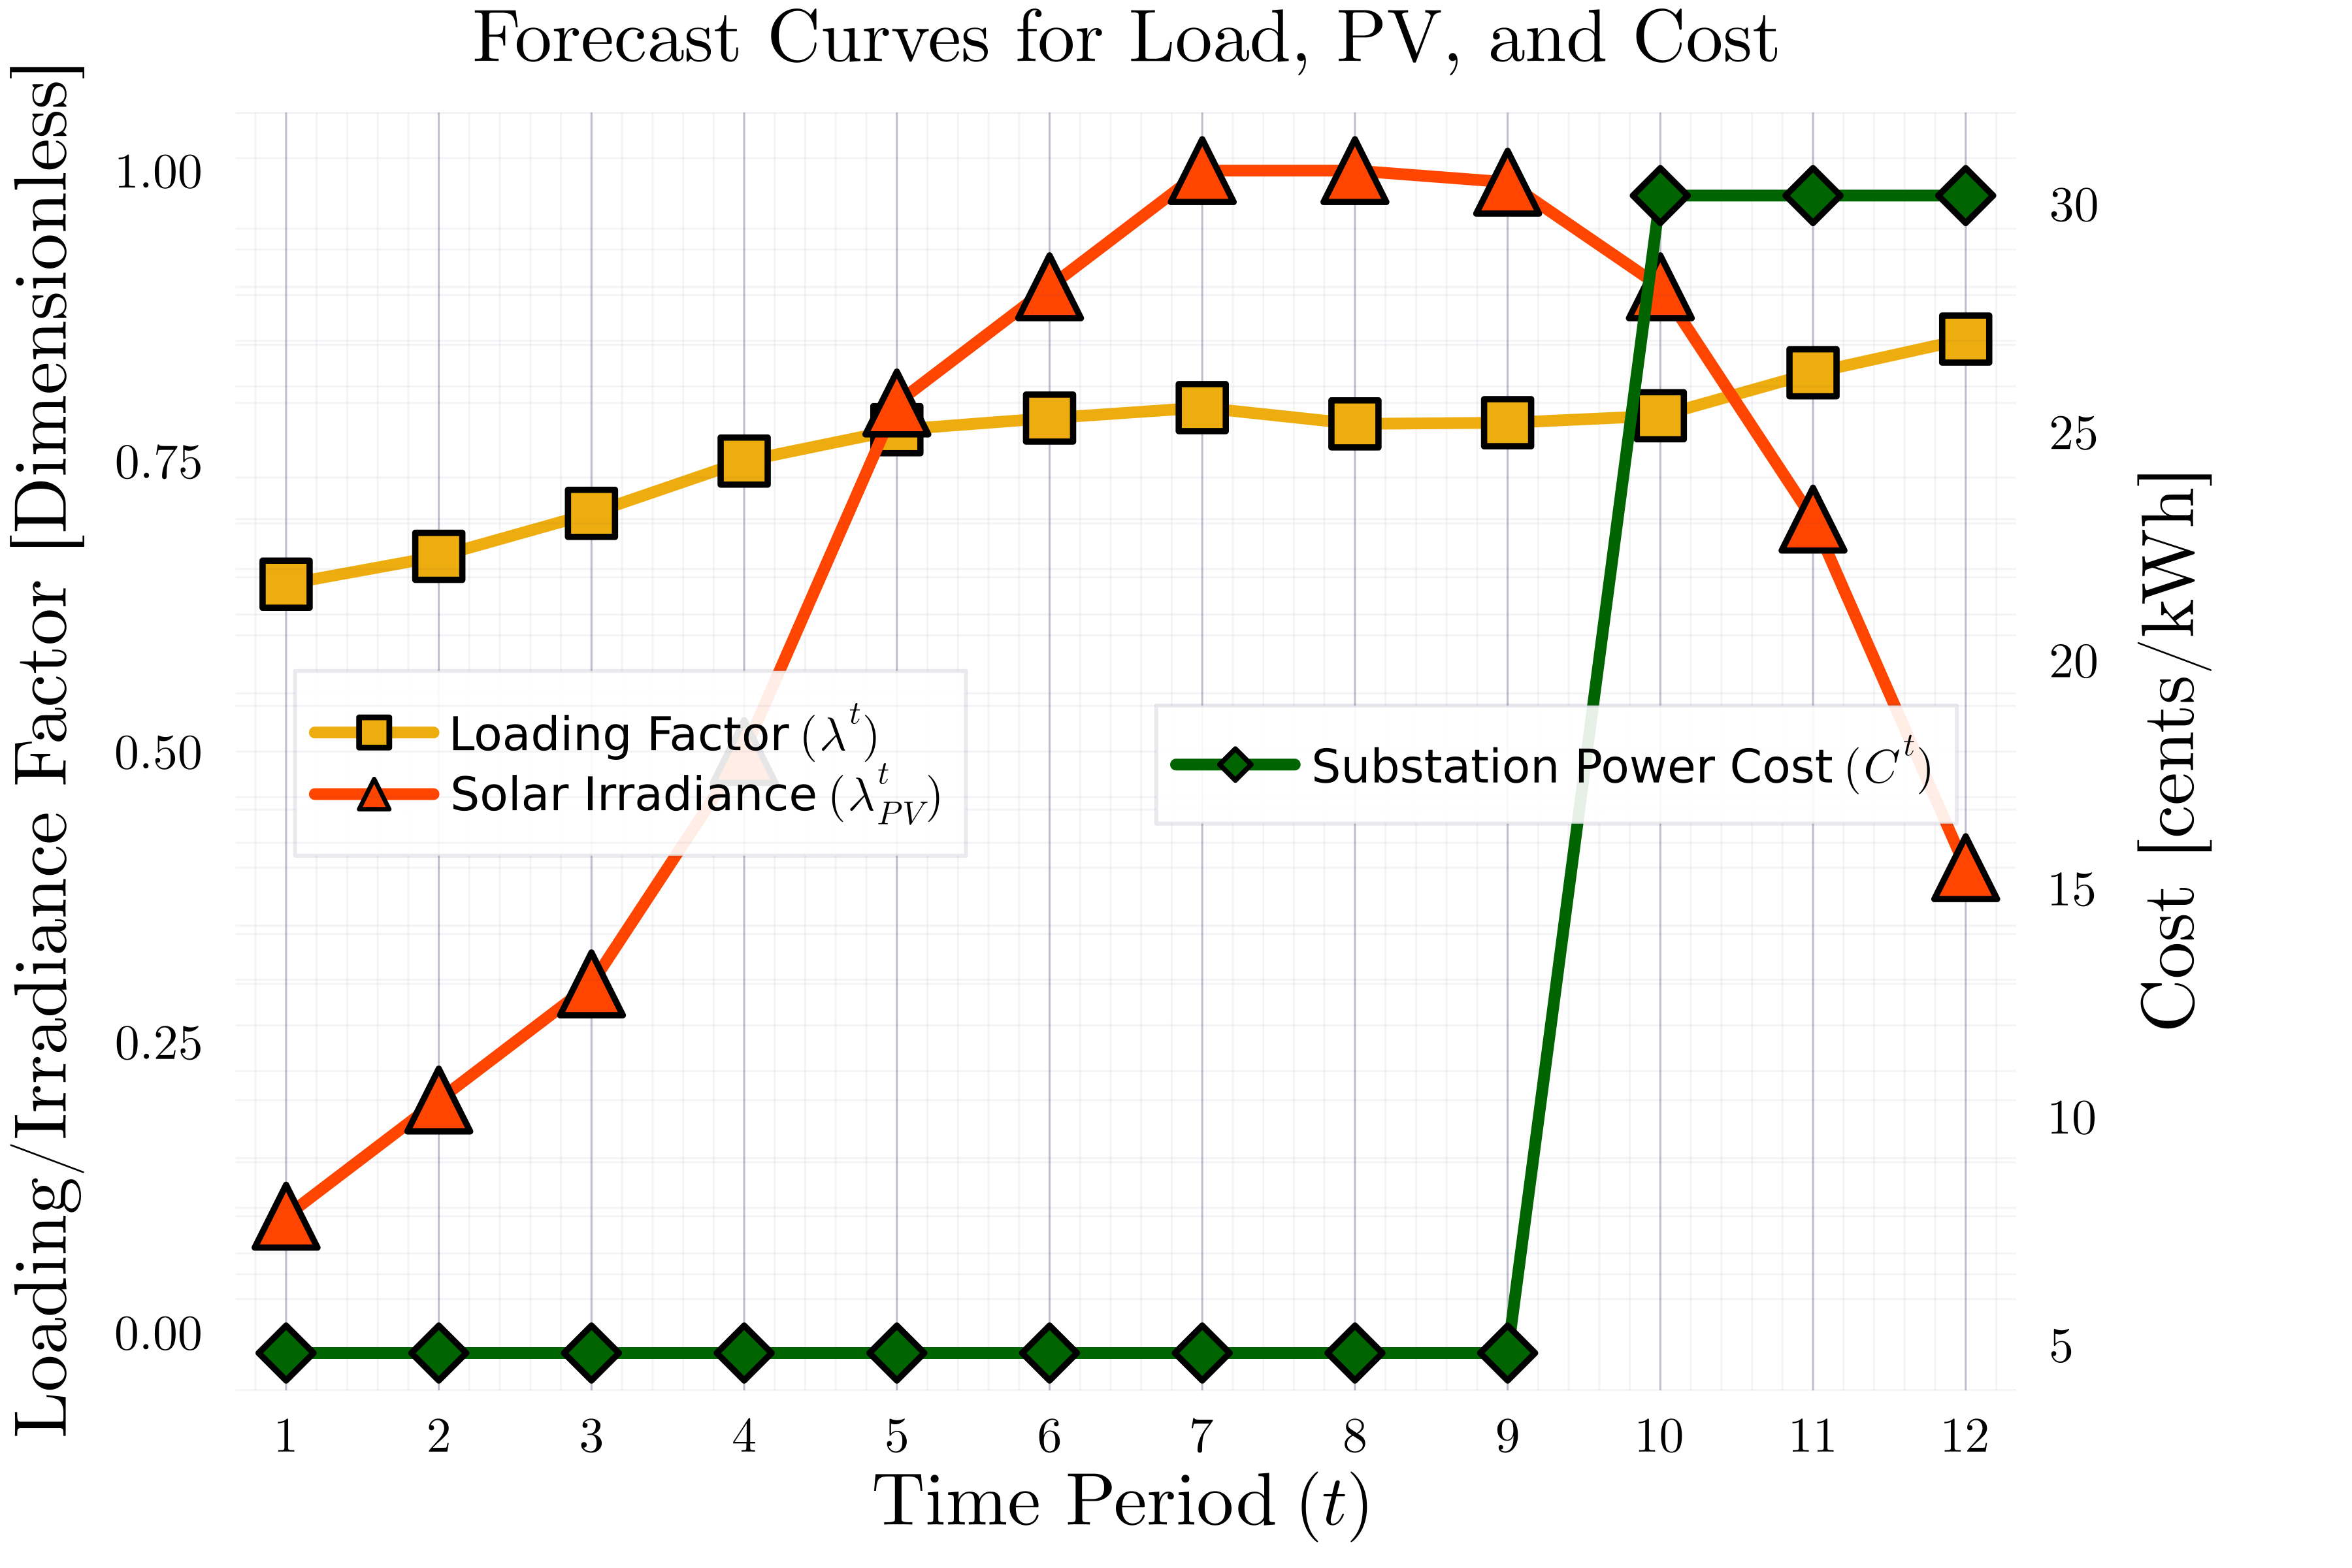 Forecast Curves for Load, PV, and Cost
Loading/Irradiance Factor [Dimensionless]
1.00
0.75
0.50
0.25
0.00
Loading Factor (λ^t)
Solar Irradiance (λ^t_PV)
Substation Power Cost (C^t)
30
25
20
15
10
5
Cost [cents/kWh]
1 2 3 4 5 6 7 8 9 10 11 12
Time Period (t)